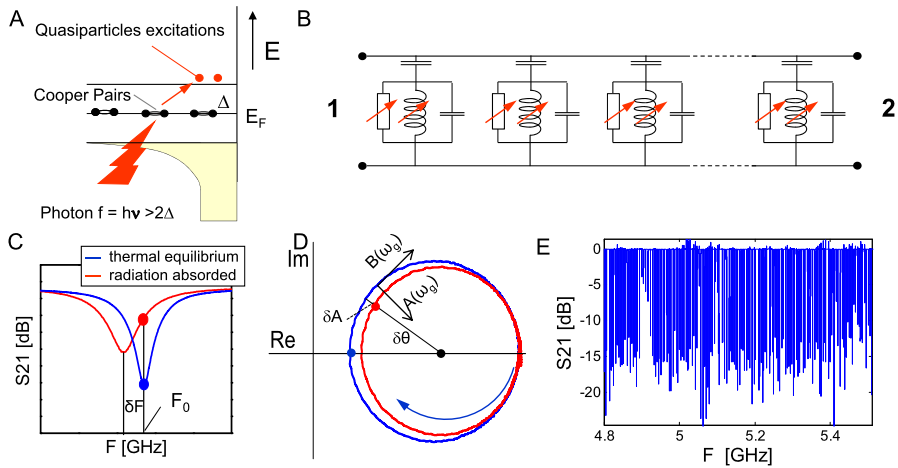 A
Quasiparticles excitations
E
Cooper Pairs
Δ
E_F
Photon f = hν >2Δ
B
1
2
C
thermal equilibrium
radiation absorded
S21 [dB]
δF
F₀
F [GHz]
D
Im
B(ω_g)
A(ω_g)
δA
δθ
Re
E
0
-5
-10
-15
-20
S21 [dB]
4.8
5
5.2
5.4
F [GHz]